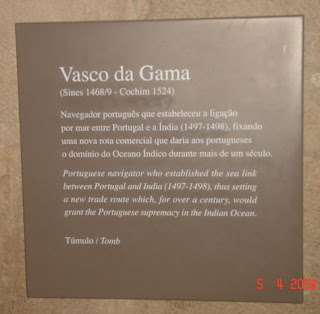 Vasco da Gama
(Sines 1468/9 - Cochim 1524)
Navegador português que estabeleceu a ligação
por mar entre Portugal e a Índia (1497-1498), fixando
uma nova rota comercial que daria aos portugueses
o domínio do Oceano Índico durante mais de um século.
Portuguese navigator who established the sea link
between Portugal and India (1497-1498), thus setting
a new trade route which, for over a century, would
grant the Portuguese supremacy in the Indian Ocean.
Túmulo / Tomb
5 4 2006